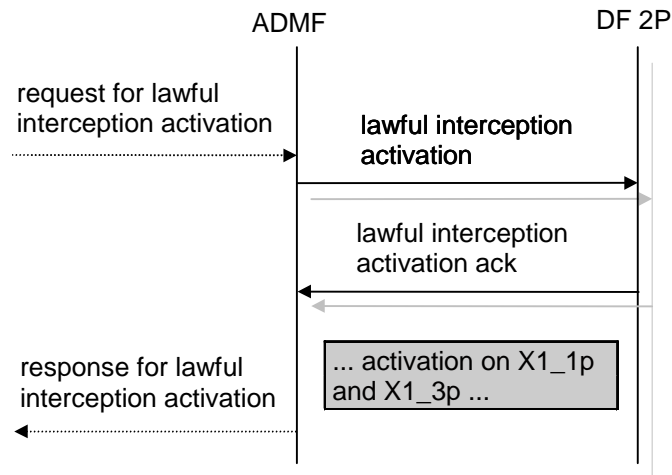 ADMF
DF 2P
request for lawful
interception activation
lawful interception
activation
lawful interception
activation ack
... activation on X1_1p
and X1_3p ...
response for lawful
interception activation